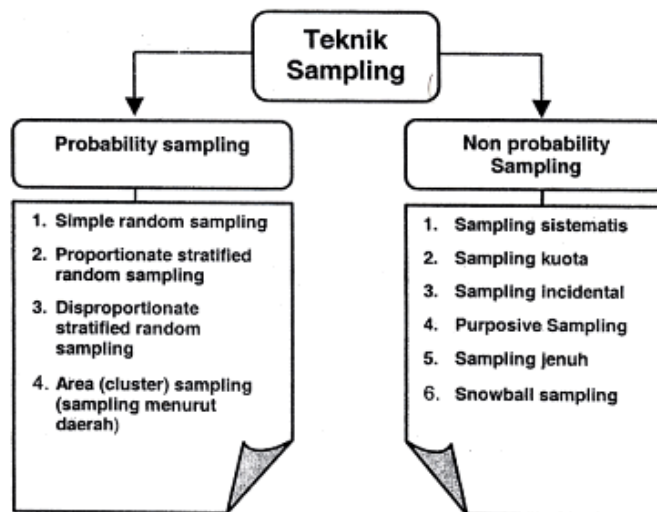 Teknik
Sampling
Probability sampling
1. Simple random sampling
2. Proportionate stratified
random sampling
3. Disproportionate
stratified random
sampling
4. Area (cluster) sampling
(sampling menurut
daerah)
Non probability
Sampling
1. Sampling sistematis
2. Sampling kuota
3. Sampling incidental
4. Purposive Sampling
5. Sampling jenuh
6. Snowball sampling